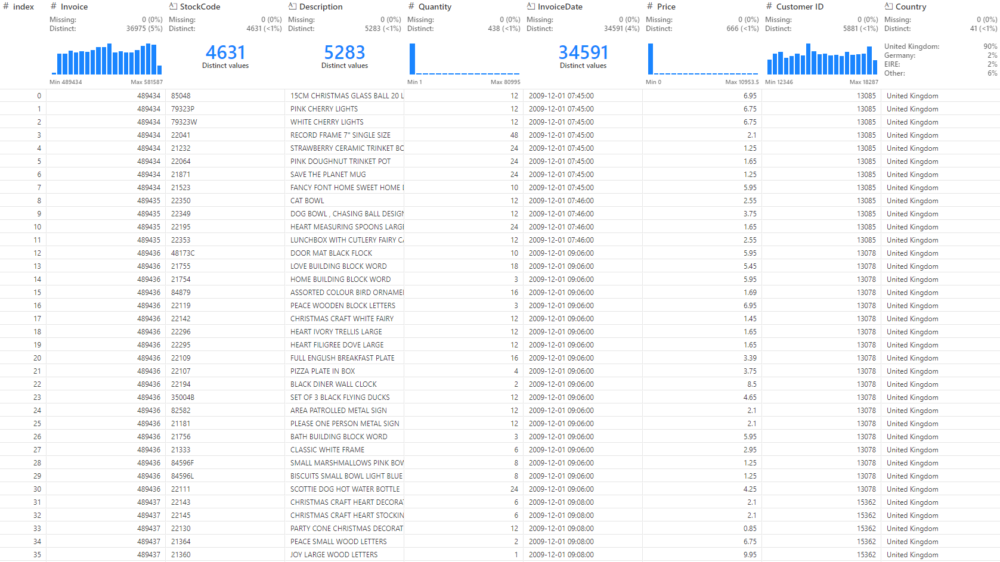 # index # Invoice StockCode Description # Quantity InvoiceDate # Price # Customer ID Country
Missing: 0 (0%) Missing: 0 (0%) Missing: 0 (0%) Missing: 0 (0%) Missing: 0 (0%) Missing: 0 (0%) Missing: 0 (0%) Missing: 0 (0%)
Distinct: 36975 (5%) Distinct: 4631 (<1%) Distinct: 5283 (<1%) Distinct: 438 (<1%) Distinct: 34591 (4%) Distinct: 666 (<1%) Distinct: 5881 (<1%) Distinct: 41 (<1%)
4631 5283 34591 United Kingdom: 90%
Germany: 2%
Distinct values Distinct values Distinct values EIRE: 2%
Other: 6%
Min 489434 Max 581587 Min 1 Max 80995 Min 0 Max 10953.5 Min 12346 Max 18287
0 489434 85048 15CM CHRISTMAS GLASS BALL 20 L 12 2009-12-01 07:45:00 6.95 13085 United Kingdom
1 489434 79323P PINK CHERRY LIGHTS 12 2009-12-01 07:45:00 6.75 13085 United Kingdom
2 489434 79323W WHITE CHERRY LIGHTS 12 2009-12-01 07:45:00 6.75 13085 United Kingdom
3 489434 22041 RECORD FRAME 7" SINGLE SIZE 48 2009-12-01 07:45:00 2.1 13085 United Kingdom
4 489434 21232 STRAWBERRY CERAMIC TRINKET BO 24 2009-12-01 07:45:00 1.25 13085 United Kingdom
5 489434 22064 PINK DOUGHNUT TRINKET POT 24 2009-12-01 07:45:00 1.65 13085 United Kingdom
6 489434 21871 SAVE THE PLANET MUG 24 2009-12-01 07:45:00 1.25 13085 United Kingdom
7 489434 21523 FANCY FONT HOME SWEET HOME 10 2009-12-01 07:45:00 5.95 13085 United Kingdom
8 489435 22350 CAT BOWL 12 2009-12-01 07:46:00 2.55 13085 United Kingdom
9 489435 22349 DOG BOWL , CHASING BALL DESIGN 12 2009-12-01 07:46:00 3.75 13085 United Kingdom
10 489435 22195 HEART MEASURING SPOONS LARGE 24 2009-12-01 07:46:00 1.65 13085 United Kingdom
11 489435 22353 LUNCHBOX WITH CUTLERY FAIRY CA 12 2009-12-01 07:46:00 2.55 13085 United Kingdom
12 489436 48173C DOOR MAT BLACK FLOCK 10 2009-12-01 09:06:00 5.95 13078 United Kingdom
13 489436 21755 LOVE BUILDING BLOCK WORD 18 2009-12-01 09:06:00 5.45 13078 United Kingdom
14 489436 21754 HOME BUILDING BLOCK WORD 3 2009-12-01 09:06:00 5.95 13078 United Kingdom
15 489436 84879 ASSORTED COLOUR BIRD ORNAME 16 2009-12-01 09:06:00 1.69 13078 United Kingdom
16 489436 22119 PEACE WOODEN BLOCK LETTERS 3 2009-12-01 09:06:00 6.95 13078 United Kingdom
17 489436 22142 CHRISTMAS CRAFT WHITE FAIRY 12 2009-12-01 09:06:00 1.45 13078 United Kingdom
18 489436 22296 HEART IVORY TRELLIS LARGE 12 2009-12-01 09:06:00 1.65 13078 United Kingdom
19 489436 22295 HEART FILIGREE DOVE LARGE 12 2009-12-01 09:06:00 1.65 13078 United Kingdom
20 489436 22109 FULL ENGLISH BREAKFAST PLATE 16 2009-12-01 09:06:00 3.39 13078 United Kingdom
21 489436 22107 PIZZA PLATE IN BOX 4 2009-12-01 09:06:00 3.75 13078 United Kingdom
22 489436 22194 BLACK DINER WALL CLOCK 2 2009-12-01 09:06:00 8.5 13078 United Kingdom
23 489436 35004B SET OF 3 BLACK FLYING DUCKS 12 2009-12-01 09:06:00 4.65 13078 United Kingdom
24 489436 82582 AREA PATROLLED METAL SIGN 12 2009-12-01 09:06:00 2.1 13078 United Kingdom
25 489436 21181 PLEASE ONE PERSON METAL SIGN 12 2009-12-01 09:06:00 2.1 13078 United Kingdom
26 489436 21756 BATH BUILDING BLOCK WORD 3 2009-12-01 09:06:00 5.95 13078 United Kingdom
27 489436 21333 CLASSIC WHITE FRAME 6 2009-12-01 09:06:00 2.95 13078 United Kingdom
28 489436 84596F SMALL MARSHMALLOWS PINK BOW 8 2009-12-01 09:06:00 1.25 13078 United Kingdom
29 489436 84596L BISCUITS SMALL BOWL LIGHT BLUE 8 2009-12-01 09:06:00 1.25 13078 United Kingdom
30 489436 22111 SCOTTIE DOG HOT WATER BOTTLE 24 2009-12-01 09:06:00 4.25 13078 United Kingdom
31 489437 22143 CHRISTMAS CRAFT HEART DECORA 6 2009-12-01 09:08:00 2.1 15362 United Kingdom
32 489437 22145 CHRISTMAS CRAFT HEART STOCKIN 6 2009-12-01 09:08:00 2.1 15362 United Kingdom
33 489437 22130 PARTY CONE CHRISTMAS DECORAT 12 2009-12-01 09:08:00 0.85 15362 United Kingdom
34 489437 21364 PEACE SMALL WOOD LETTERS 2 2009-12-01 09:08:00 6.75 15362 United Kingdom
35 489437 21360 JOY LARGE WOOD LETTERS 1 2009-12-01 09:08:00 9.95 15362 United Kingdom